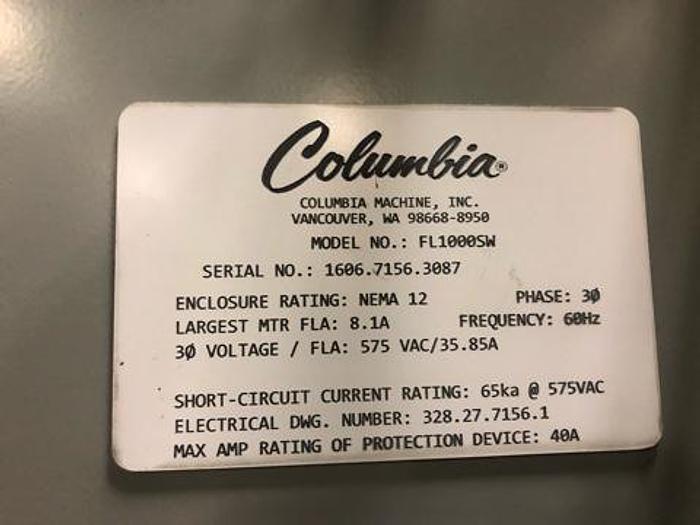 Columbia®
COLUMBIA MACHINE, INC.
VANCOUVER, WA 98668-8950
MODEL NO.: FL1000SW
SERIAL NO.: 1606.7156.3087
ENCLOSURE RATING: NEMA 12 PHASE: 3Ø
LARGEST MTR FLA: 8.1A FREQUENCY: 60Hz
3Ø VOLTAGE / FLA: 575 VAC/35.85A
SHORT-CIRCUIT CURRENT RATING: 65ka @ 575VAC
ELECTRICAL DWG. NUMBER: 328.27.7156.1
MAX AMP RATING OF PROTECTION DEVICE: 40A